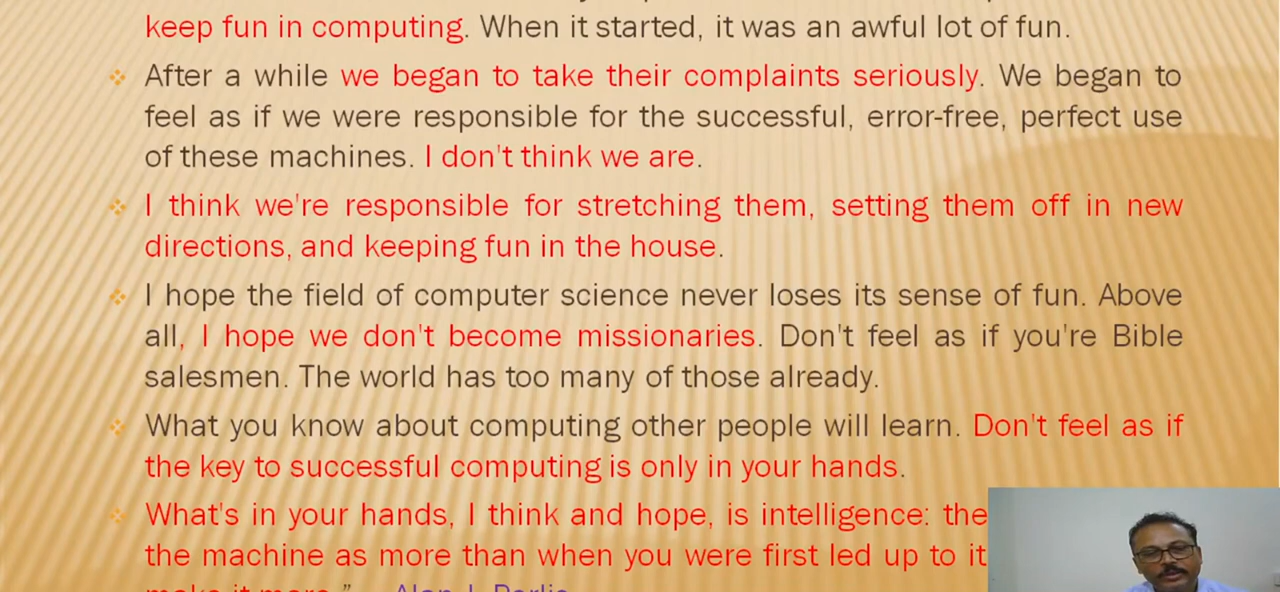 keep fun in computing. When it started, it was an awful lot of fun.
After a while we began to take their complaints seriously. We began to
feel as if we were responsible for the successful, error-free, perfect use
of these machines. I don't think we are.
I think we're responsible for stretching them, setting them off in new
directions, and keeping fun in the house.
I hope the field of computer science never loses its sense of fun. Above
all, I hope we don't become missionaries. Don't feel as if you're Bible
salesmen. The world has too many of those already.
What you know about computing other people will learn. Don't feel as if
the key to successful computing is only in your hands.
What's in your hands, I think and hope, is intelligence: the
the machine as more than when you were first led up to it
make it more.” Alan J. Perlis